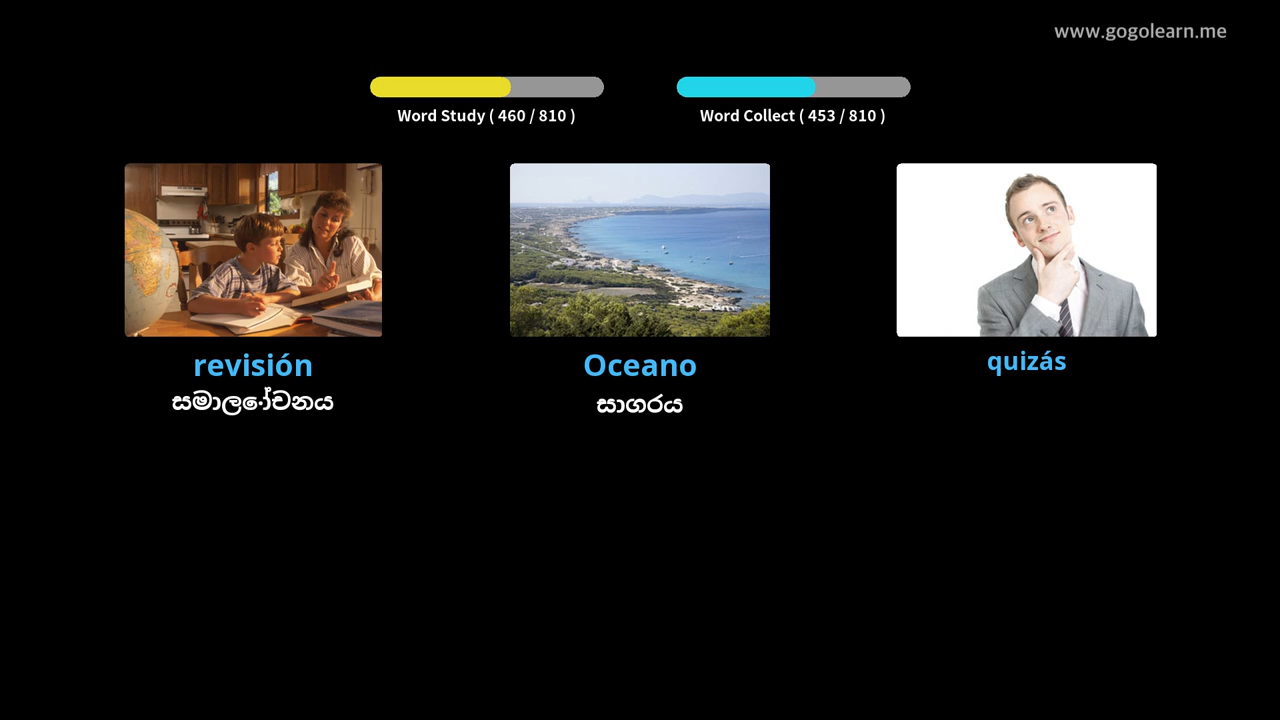 www.gogolearn.me
Word Study ( 460 / 810 )
Word Collect ( 453 / 810 )
revisión
සමාලෝචනය
Oceano
සාගරය
quizás